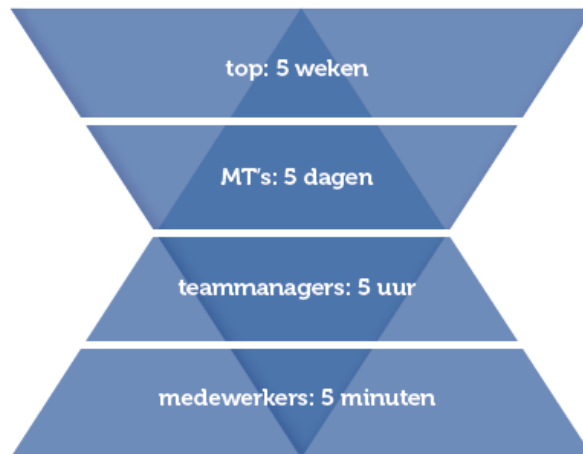 top: 5 weken
MT's: 5 dagen
teammanagers: 5 uur
medewerkers: 5 minuten